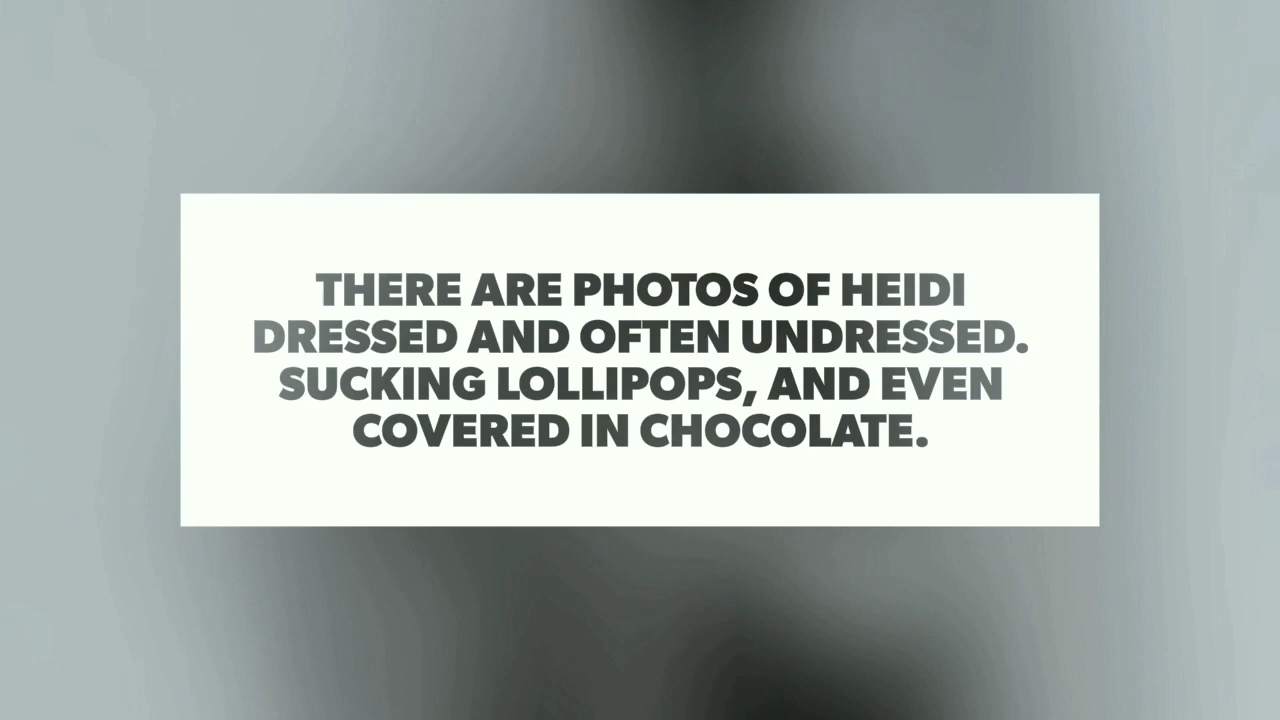 THERE ARE PHOTOS OF HEIDI
DRESSED AND OFTEN UNDRESSED.
SUCKING LOLLIPOPS, AND EVEN
COVERED IN CHOCOLATE.